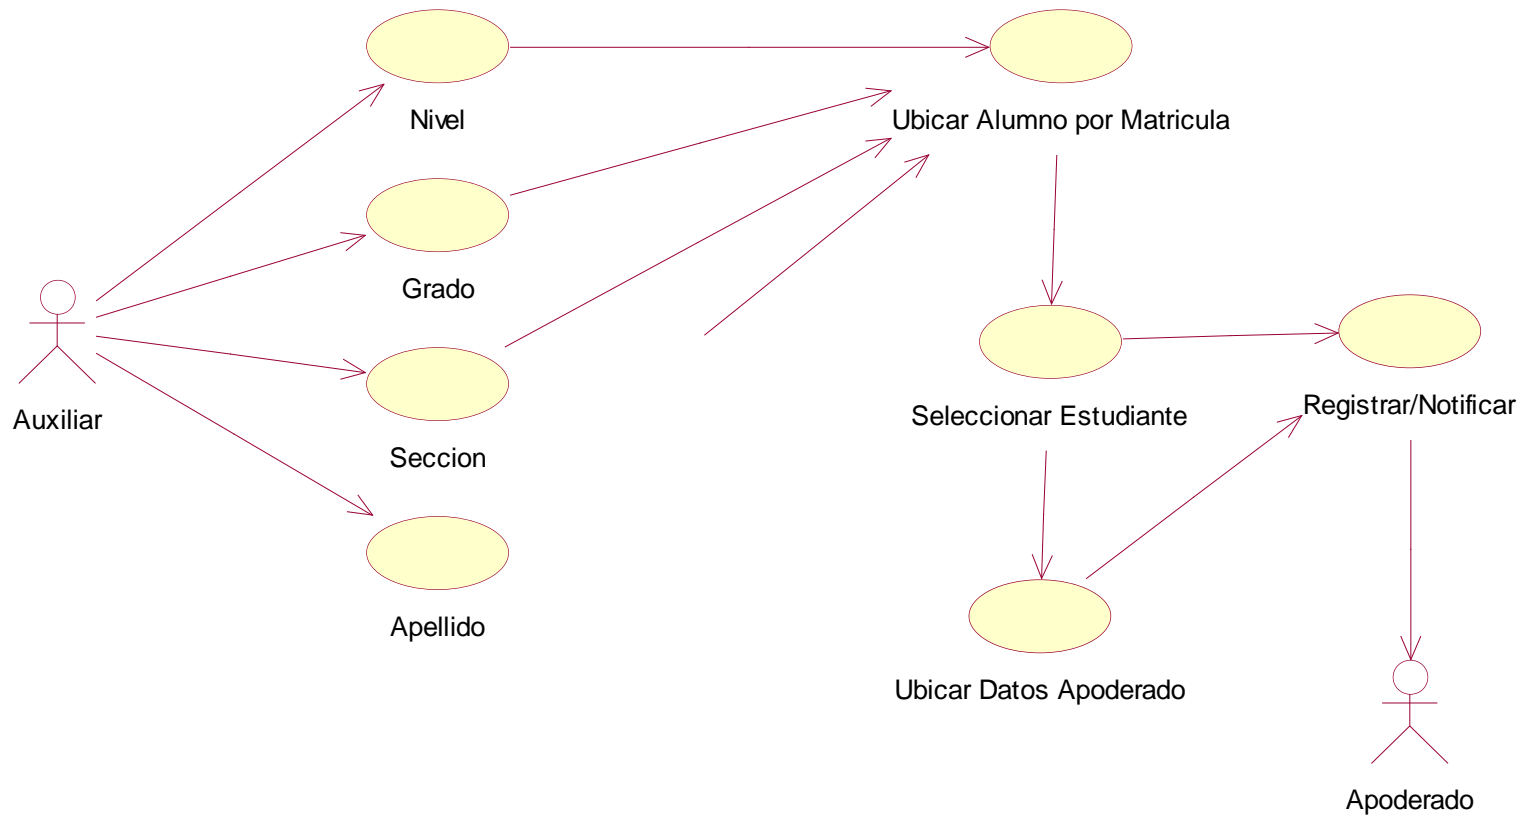 Nivel
Ubicar Alumno por Matricula
Grado
Auxiliar
Seleccionar Estudiante
Registrar/Notificar
Seccion
Apellido
Ubicar Datos Apoderado
Apoderado